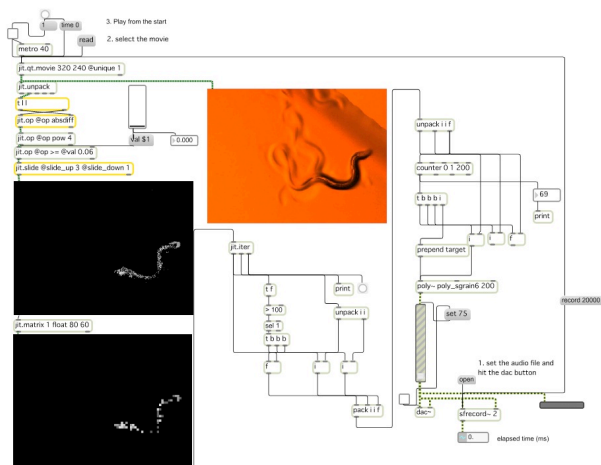 1
time 0
3. Play from the start
read
2. select the movie
metro 40
jit.qt.movie 320 240 @unique 1
jit.unpack
t l l
jit.op @op absdiff
jit.op @op pow 4
val $1
0.000
jit.op @op >= @val 0.06
jit.slide @slide_up 3 @slide_down 1
jit.matrix 1 float 80 60
jit.iter
t f
print
> 100
unpack i i
sel 1
t b b b
f
i
i
pack i i f
unpack i i f
counter 0 1 200
69
t b b b i
print
i
i
f
prepend target
poly~ poly_sgrain6 200
set 75
record 20000
1. set the audio file and
hit the dac button
open
dac~
sfrecord~ 2
0.
elapsed time (ms)